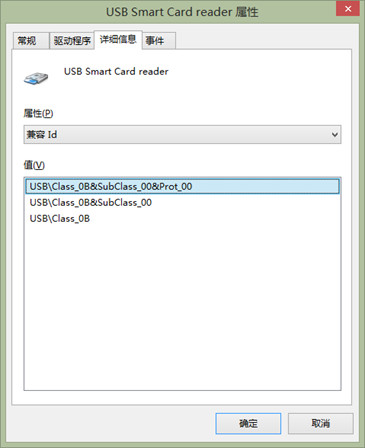 USB Smart Card reader 属性
常规 驱动程序 详细信息 事件
USB Smart Card reader
属性(P)
兼容 Id
值(V)
USB\Class_0B&SubClass_00&Prot_00
USB\Class_0B&SubClass_00
USB\Class_0B
确定 取消